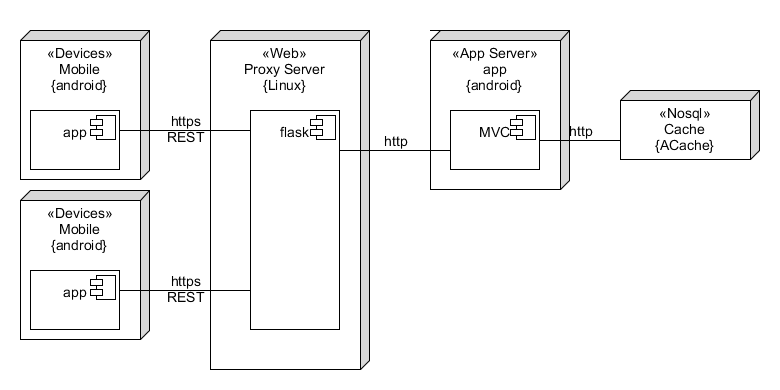 «Devices»
Mobile
{android}
app
https
REST
«Devices»
Mobile
{android}
app
https
REST
«Web»
Proxy Server
{Linux}
flask
http
«App Server»
app
{android}
MVC
http
«Nosql»
Cache
{ACache}